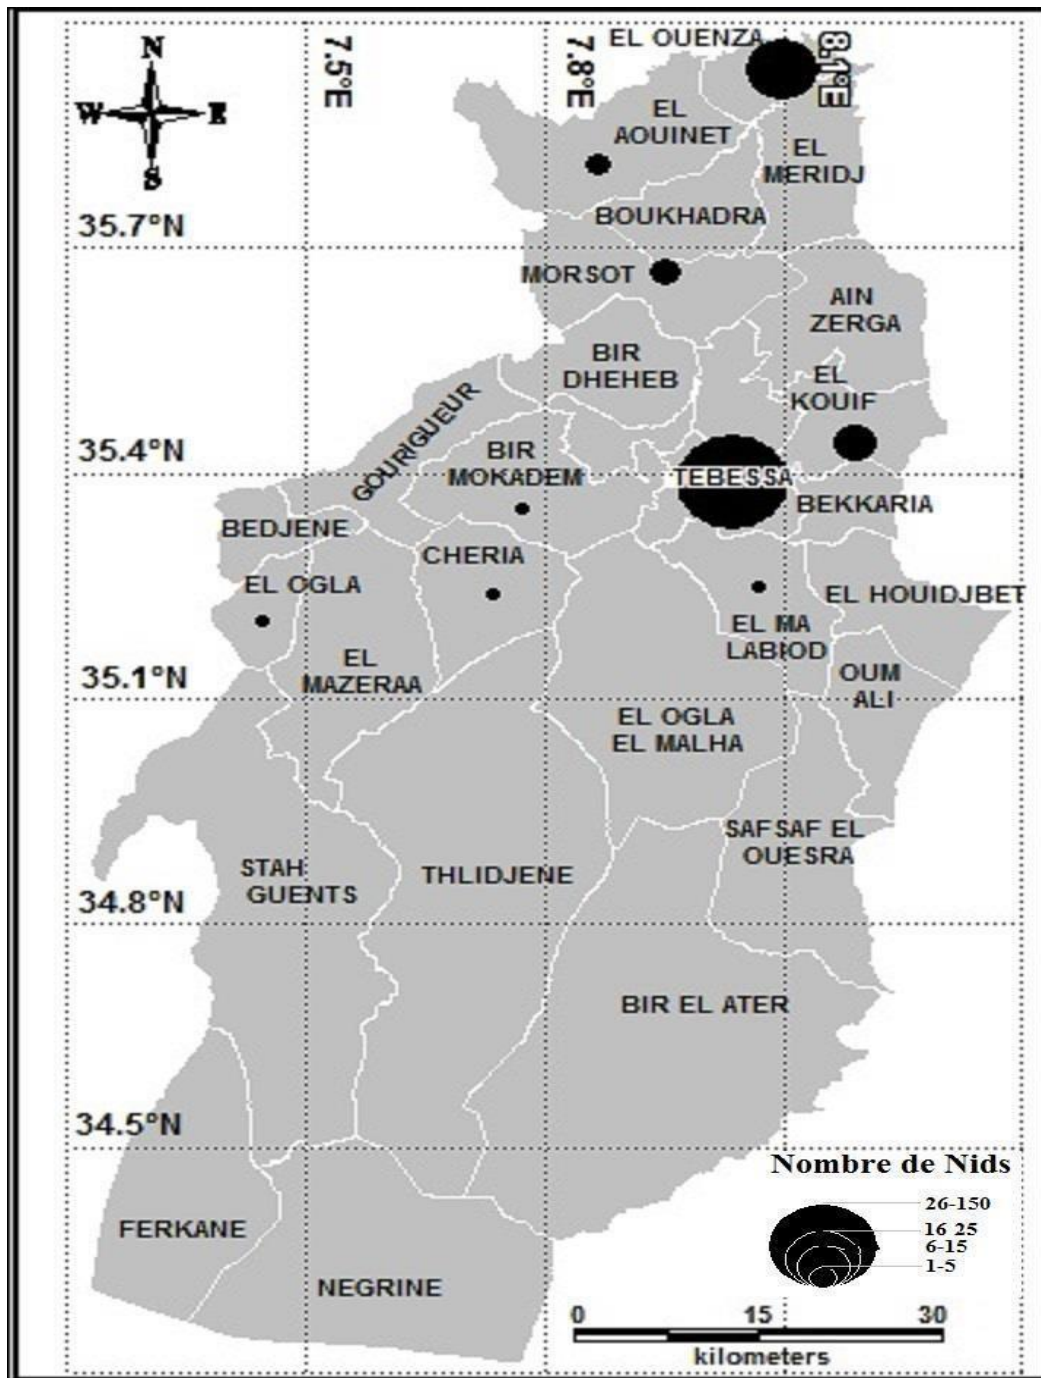 EL OUENZA
N
W E
S
7.5°E
7.8°E
8.1°E
EL
AOUINET
EL
MERIDJ
BOUKHADRA
35.7°N
MORSOT
AIN
ZERGA
BIR
DHEHEB
EL
KOUIF
GOURIGUEUR
35.4°N
BIR
MOKADEM
TEBESSA
BEKKARIA
BEDJENE
CHERIA
EL OGLA
EL HOUIDJBET
EL MA
LABIOD
EL
MAZERAA
35.1°N
OUM
ALI
EL OGLA
EL MALHA
SAFSAF EL
OUESRA
STAH
GUENTS
THLIDJENE
34.8°N
BIR EL ATER
34.5°N
Nombre de Nids
26-150
16 25
6-15
1-5
FERKANE
NEGRINE
0 15 30
kilometers